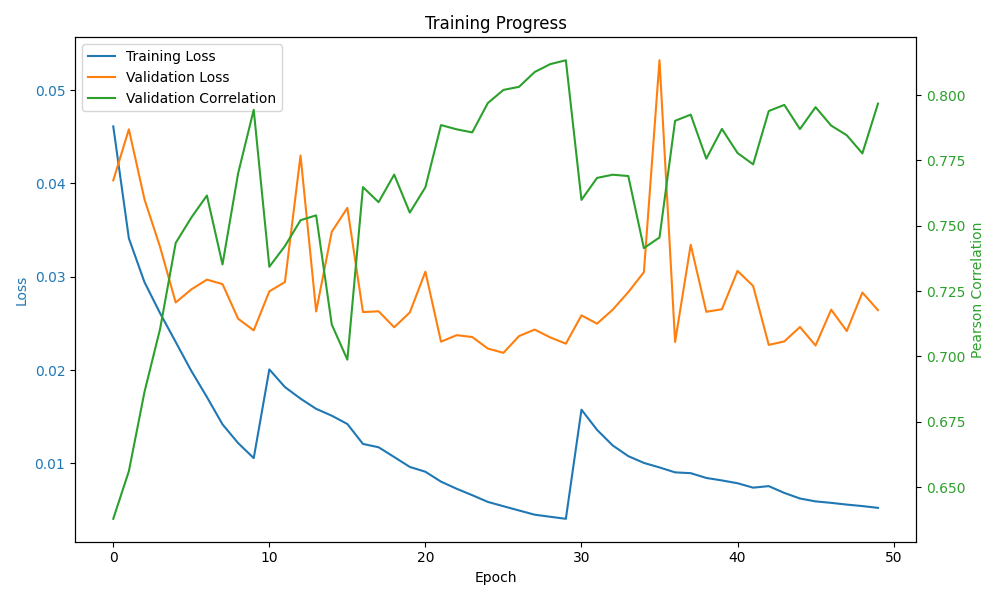 Training Progress
Training Loss
Validation Loss
Validation Correlation
0.05
0.04
0.03
0.02
0.01
Loss
0.800
0.775
0.750
0.725
0.700
0.675
0.650
Pearson Correlation
0 10 20 30 40 50
Epoch